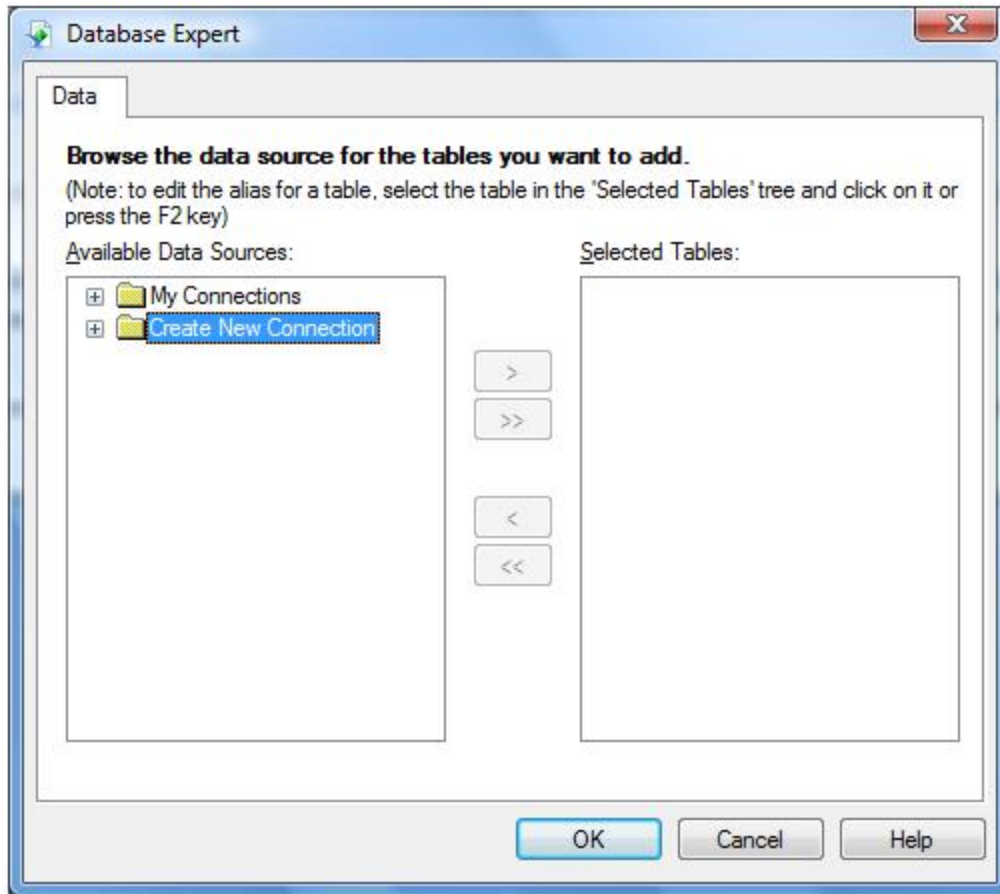 Database Expert
X
Data
Browse the data source for the tables you want to add.
(Note: to edit the alias for a table, select the table in the 'Selected Tables' tree and click on it or
press the F2 key)
Available Data Sources:
Selected Tables:
My Connections
Create New Connection
>
>>
<
<<
OK
Cancel
Help